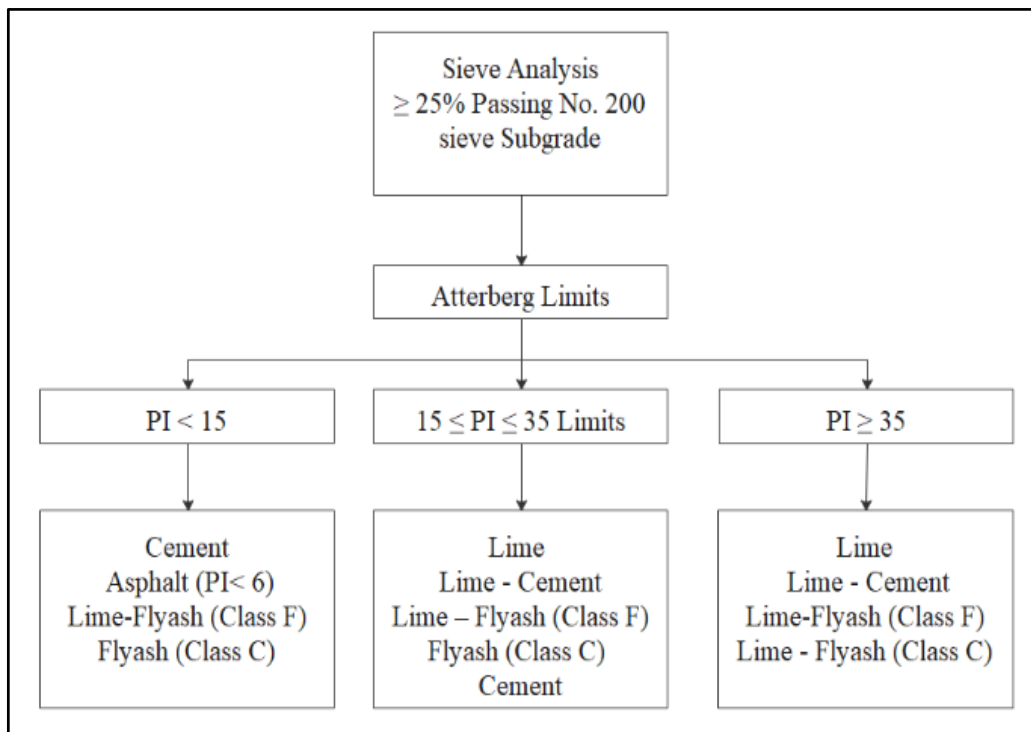 Sieve Analysis
≥ 25% Passing No. 200
sieve Subgrade
Atterberg Limits
PI < 15
15 ≤ PI ≤ 35 Limits
PI ≥ 35
Cement
Asphalt (PI< 6)
Lime-Flyash (Class F)
Flyash (Class C)
Lime
Lime - Cement
Lime – Flyash (Class F)
Flyash (Class C)
Cement
Lime
Lime - Cement
Lime-Flyash (Class F)
Lime - Flyash (Class C)